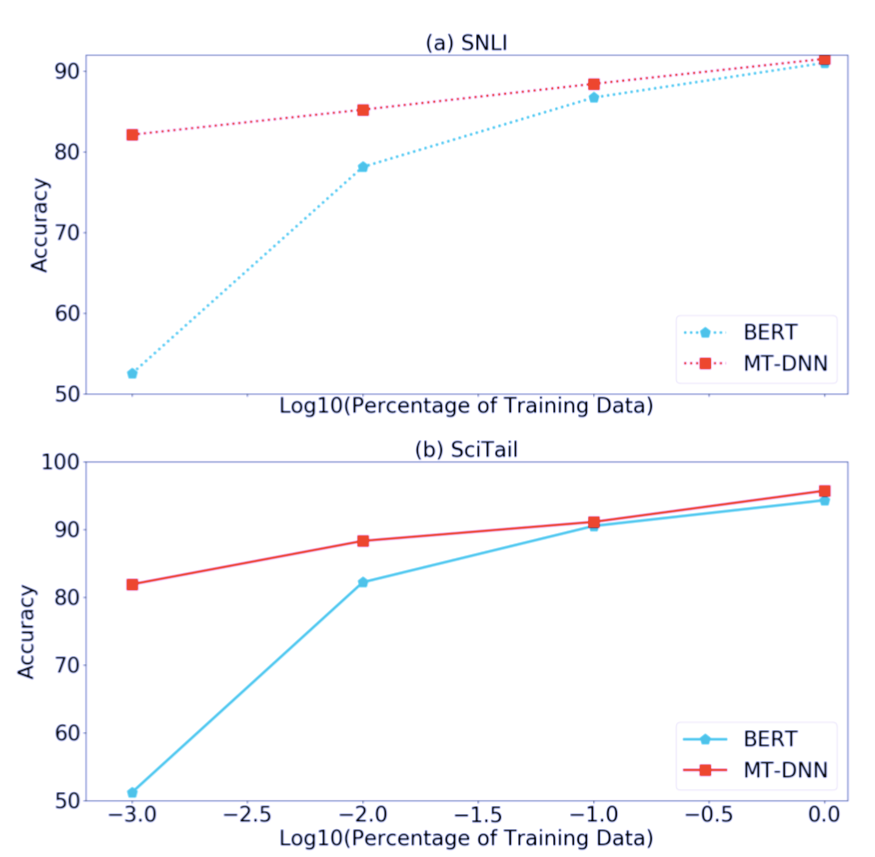 (a) SNLI
90
80
70
60
50
Accuracy
BERT
MT-DNN
Log10(Percentage of Training Data)
(b) SciTail
100
90
80
70
60
50
Accuracy
BERT
MT-DNN
−3.0 −2.5 −2.0 −1.5 −1.0 −0.5 0.0
Log10(Percentage of Training Data)